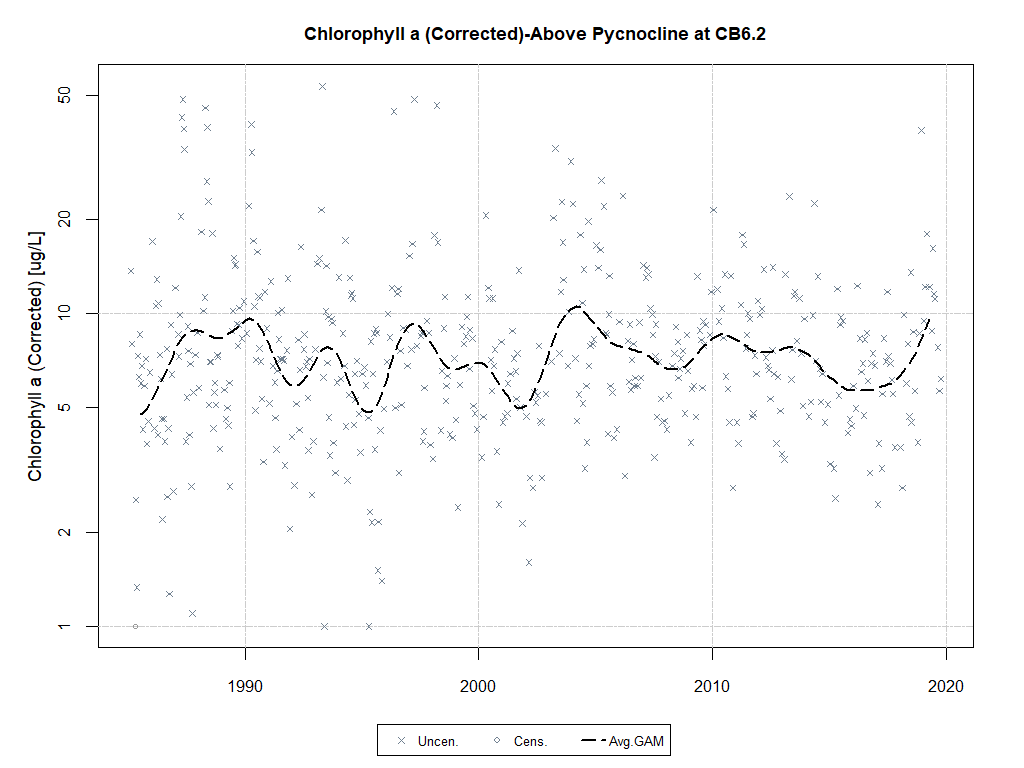 Chlorophyll a (Corrected)-Above Pycnocline at CB6.2
Chlorophyll a (Corrected) [ug/L]
50
20
10
5
2
1
1990 2000 2010 2020
Uncen. Cens. Avg.GAM